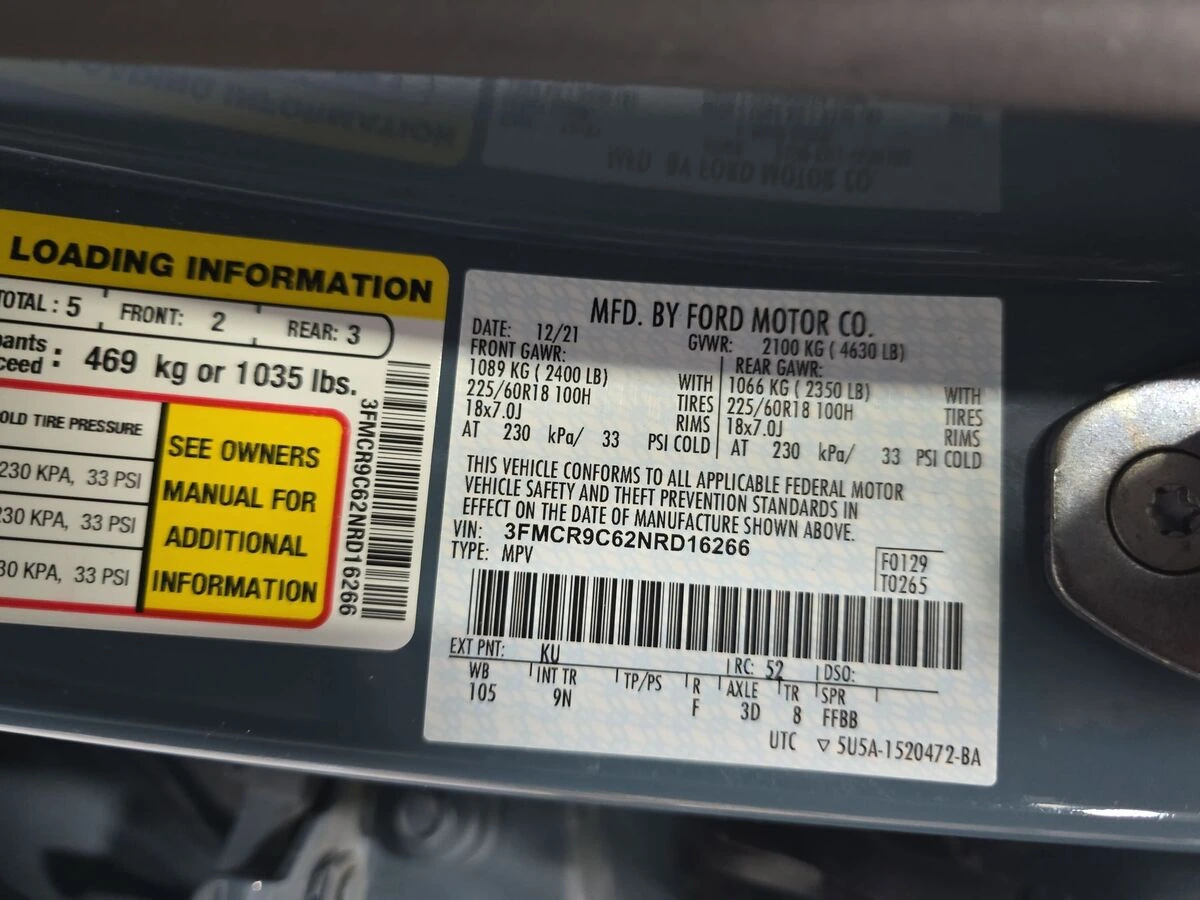 LOADING INFORMATION
TOTAL : 5 FRONT: 2 REAR: 3
469 kg or 1035 lbs.
TIRE PRESSURE
230 KPA, 33 PSI
230 KPA, 33 PSI
33 PSI
SEE OWNERS
MANUAL FOR
ADDITIONAL
INFORMATION
3FMCR9C62NRD16266
MFD. BY FORD MOTOR CO.
DATE: 12/21 GVWR: 2100 KG ( 4630 LB)
FRONT GAWR: REAR GAWR:
1089 KG ( 2400 LB) WITH 1066 KG ( 2350 LB) WITH
225/60R18 100H TIRES 225/60R18 100H TIRES
18x7.0J RIMS 18x7.0J RIMS
AT 230 kPa/ 33 PSI COLD AT 230 kPa/ 33 PSI COLD
THIS VEHICLE CONFORMS TO ALL APPLICABLE FEDERAL MOTOR
VEHICLE SAFETY AND THEFT PREVENTION STANDARDS IN
EFFECT ON THE DATE OF MANUFACTURE SHOWN ABOVE.
VIN: 3FMCR9C62NRD16266
TYPE: MPV
F0129
T0265
EXT PNT: KU RC: 52 DSO:
WB INT TR TP/PS R AXLE TR SPR
105 9N F 3D 8 FFBB
UTC ▽ 5U5A-1520472-BA